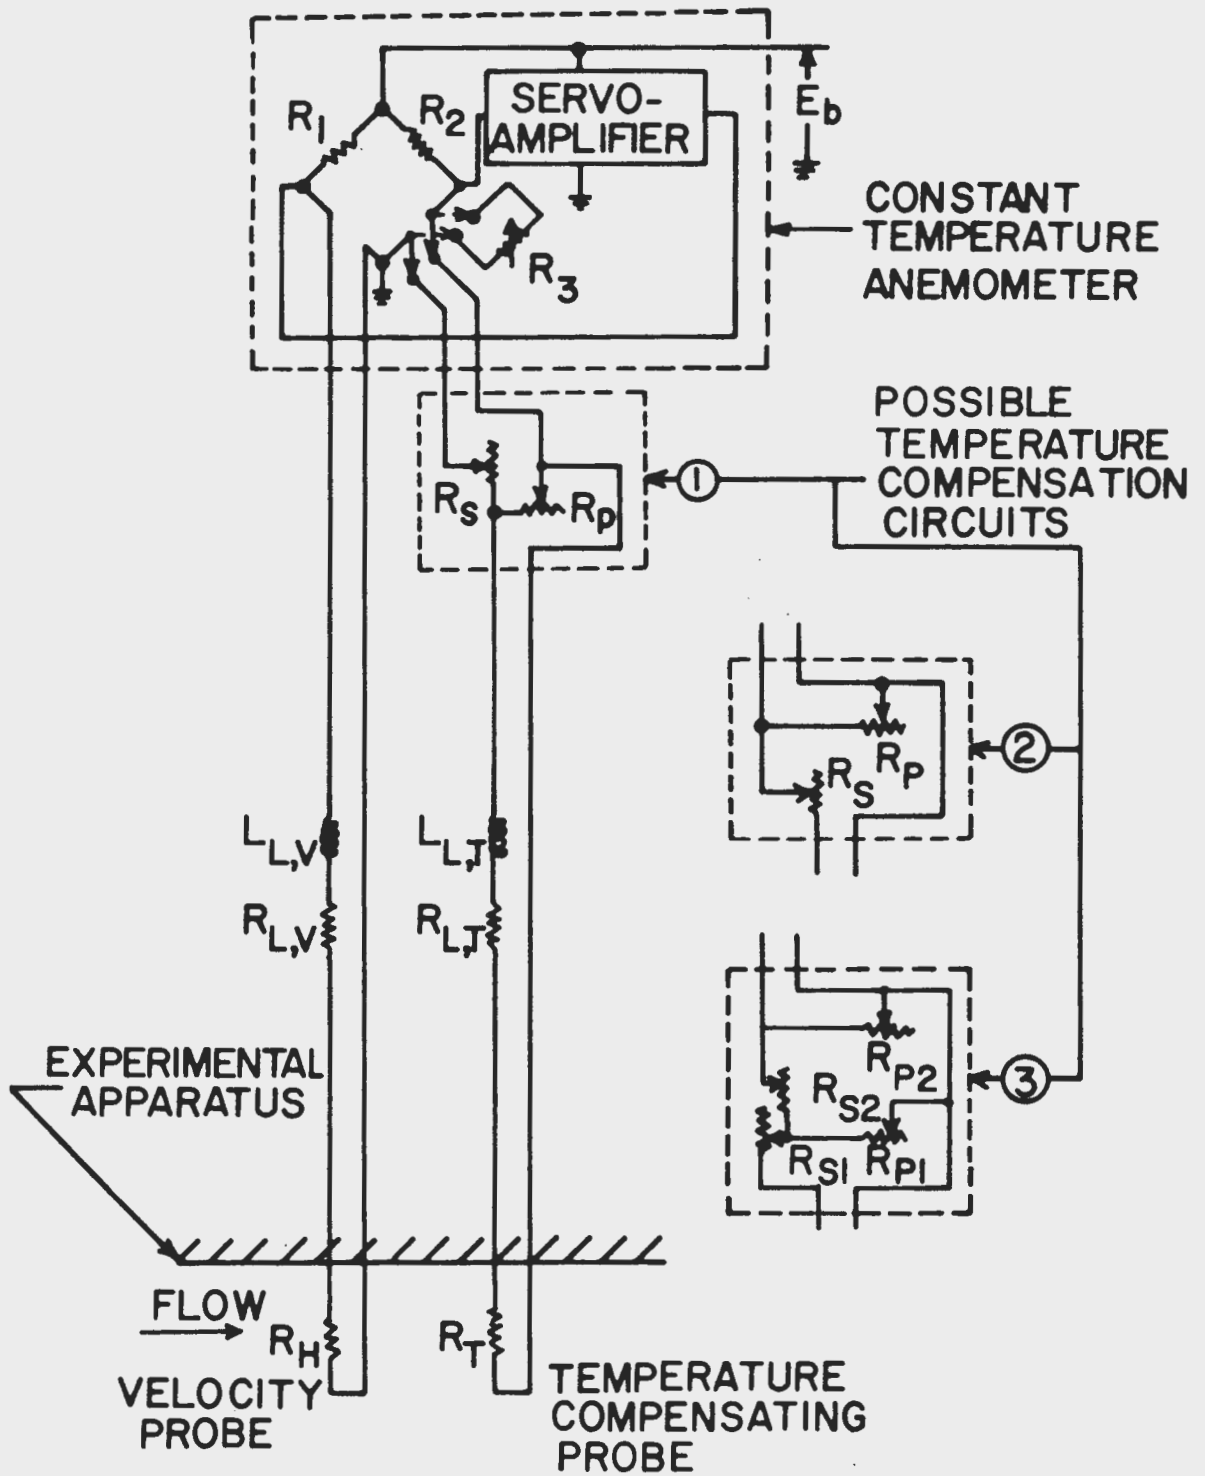 R1
R2
SERVO-
AMPLIFIER
Eb
CONSTANT
TEMPERATURE
ANEMOMETER
R3
POSSIBLE
TEMPERATURE
COMPENSATION
CIRCUITS
1
RS
RP
2
RP
RS
LL,V
LL,T
RL,V
RL,T
EXPERIMENTAL
APPARATUS
RP2
3
RS2
RS1
RP1
FLOW
RH
RT
VELOCITY
PROBE
TEMPERATURE
COMPENSATING
PROBE